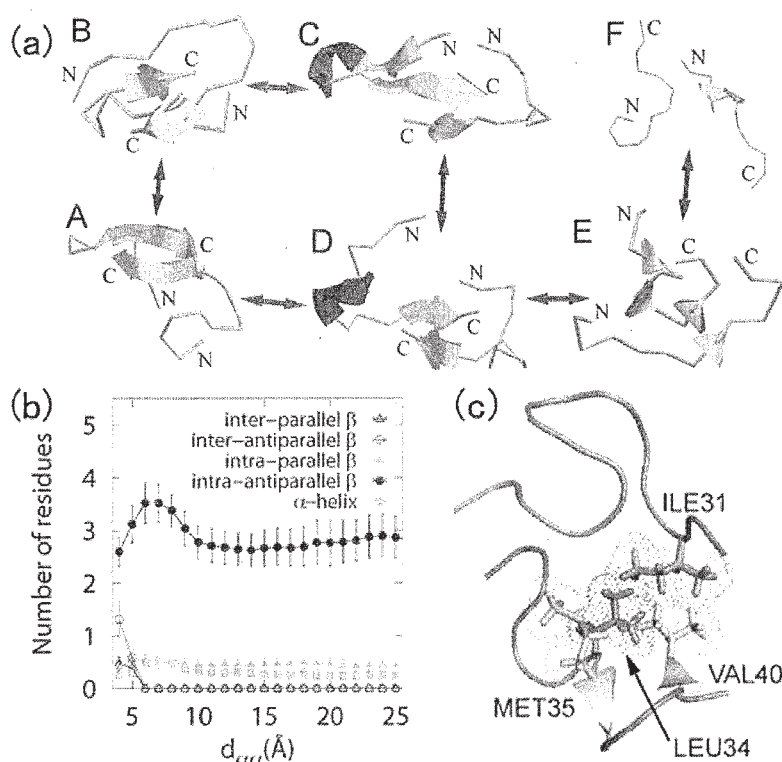 (a)
B
C
F
N
C
N
C
N
N
C
C
N
N
C
A
D
E
C
C
N
N
N
N
C
C
N
C
C
N
(b)
Number of residues
5
4
3
2
1
0
inter-parallel β
inter-antiparallel β
intra-parallel β
intra-antiparallel β
α-helix
5
10
15
20
25
dαα(Å)
(c)
ILE31
MET35
VAL40
LEU34